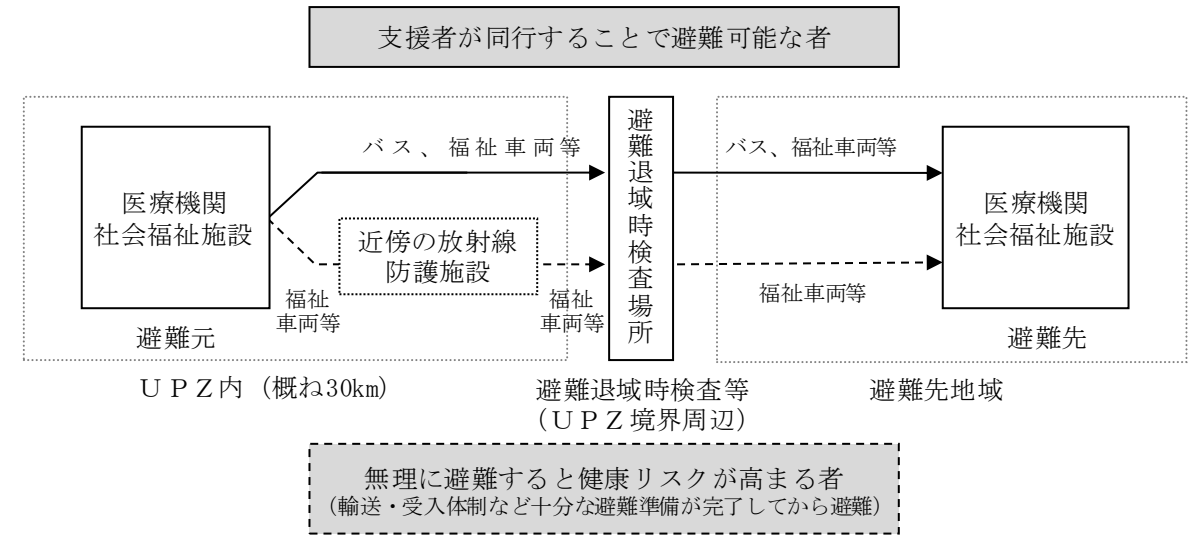 支援者が同行することで避難可能な者
バス、福祉車両等
バス、福祉車両等
避難退域時検査場所
医療機関
社会福祉施設
近傍の放射線
防護施設
医療機関
社会福祉施設
福祉
車両等
福祉
車両等
福祉車両等
避難元
避難先
ＵＰＺ内（概ね30km）
避難退域時検査等
（ＵＰＺ境界周辺）
避難先地域
無理に避難すると健康リスクが高まる者
（輸送・受入体制など十分な避難準備が完了してから避難）